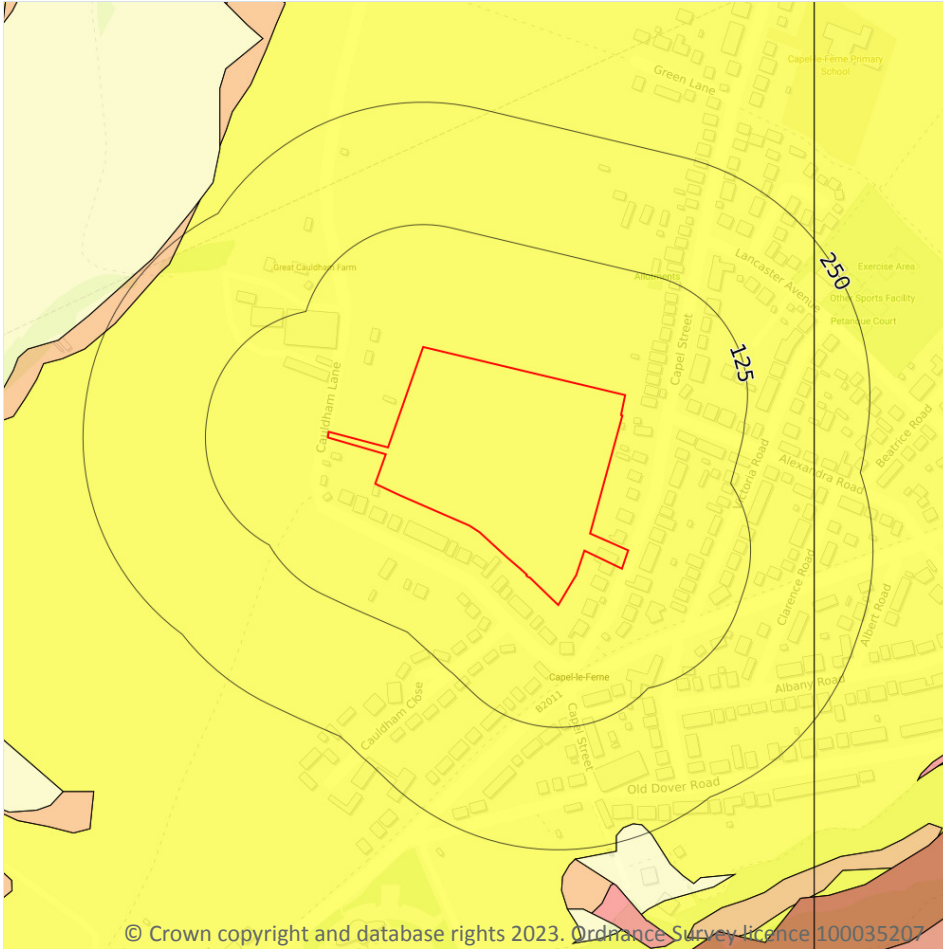 Capel-le-Ferne Primary
School
Green Lane
Lancaster Avenue
250
Exercise Area
Great Cauldham Farm
Allotments
Other Sports Facility
Petanque Court
Capel Street
125
Cauldham Lane
Beatrice Road
Victoria Road
Alexandra Road
Clarence Road
Albert Road
Capel-le-Ferne
Albany Road
B2011
Cauldham Close
Capel Street
Old Dover Road
© Crown copyright and database rights 2023. Ordnance Survey licence 100035207